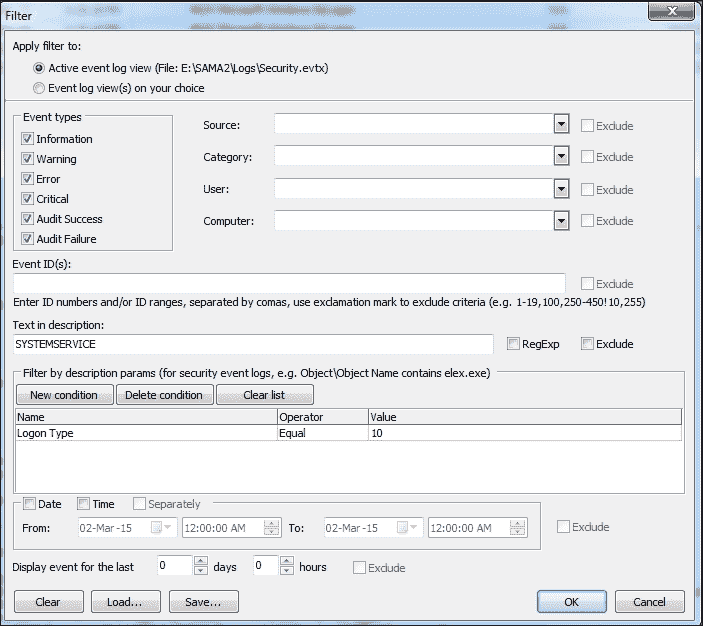 Filter
Apply filter to:
Active event log view (File: E:\SAMA2\Logs\Security.evtx)
Event log view(s) on your choice
Event types
Information
Warning
Error
Critical
Audit Success
Audit Failure
Source:
Exclude
Category:
Exclude
User:
Exclude
Computer:
Exclude
Event ID(s):
Exclude
Enter ID numbers and/or ID ranges, separated by comas, use exclamation mark to exclude criteria (e.g. 1-19,100,250-450!10,255)
Text in description:
SYSTEMSERVICE
RegExp
Exclude
Filter by description params (for security event logs, e.g. Object\Object Name contains elex.exe)
New condition Delete condition Clear list
Name Operator Value
Logon Type Equal 10
Date Time Separately
From: 02-Mar-15 12:00:00 AM To: 02-Mar-15 12:00:00 AM Exclude
Display event for the last 0 days 0 hours Exclude
Clear Load... Save... OK Cancel